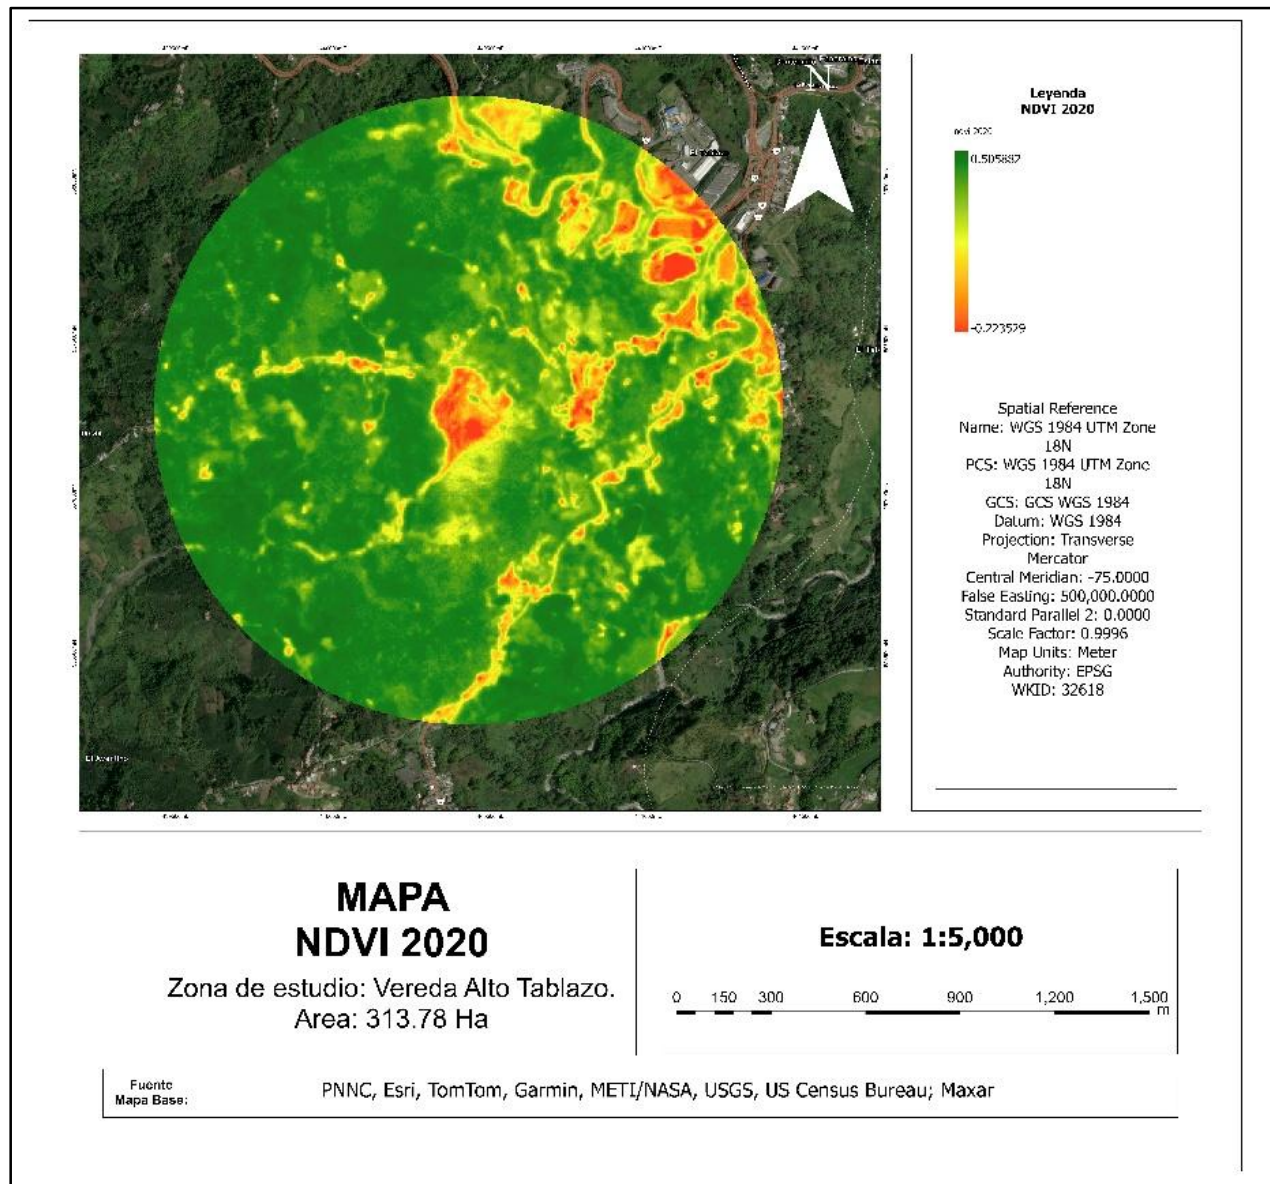 N
Leyenda
NDVI 2020
ndvi 2020
0.505882
-0.223529
Spatial Reference
Name: WGS 1984 UTM Zone
18N
PCS: WGS 1984 UTM Zone
18N
GCS: GCS WGS 1984
Datum: WGS 1984
Projection: Transverse
Mercator
Central Meridian: -75.0000
False Easting: 500,000.0000
Standard Parallel 2: 0.0000
Scale Factor: 0.9996
Map Units: Meter
Authority: EPSG
WKID: 32618
MAPA
NDVI 2020
Zona de estudio: Vereda Alto Tablazo.
Area: 313.78 Ha
Escala: 1:5,000
0 150 300 600 900 1,200 1,500
m
Fuente
Mapa Base:
PNNC, Esri, TomTom, Garmin, METI/NASA, USGS, US Census Bureau; Maxar